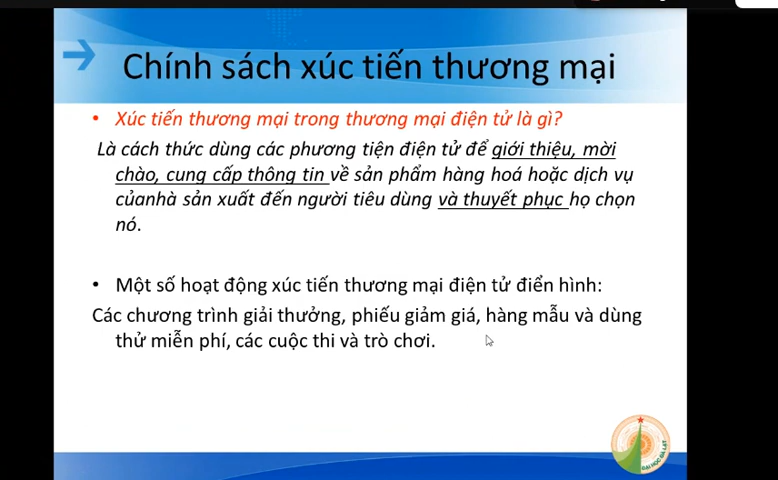 Chính sách xúc tiến thương mại
• Xúc tiến thương mại trong thương mại điện tử là gì?
Là cách thức dùng các phương tiện điện tử để giới thiệu, mời
chào, cung cấp thông tin về sản phẩm hàng hoá hoặc dịch vụ
củanhà sản xuất đến người tiêu dùng và thuyết phục họ chọn
nó.
• Một số hoạt động xúc tiến thương mại điện tử điển hình:
Các chương trình giải thưởng, phiếu giảm giá, hàng mẫu và dùng
thử miễn phí, các cuộc thi và trò chơi.
ĐẠI HỌC ĐÀ LẠT